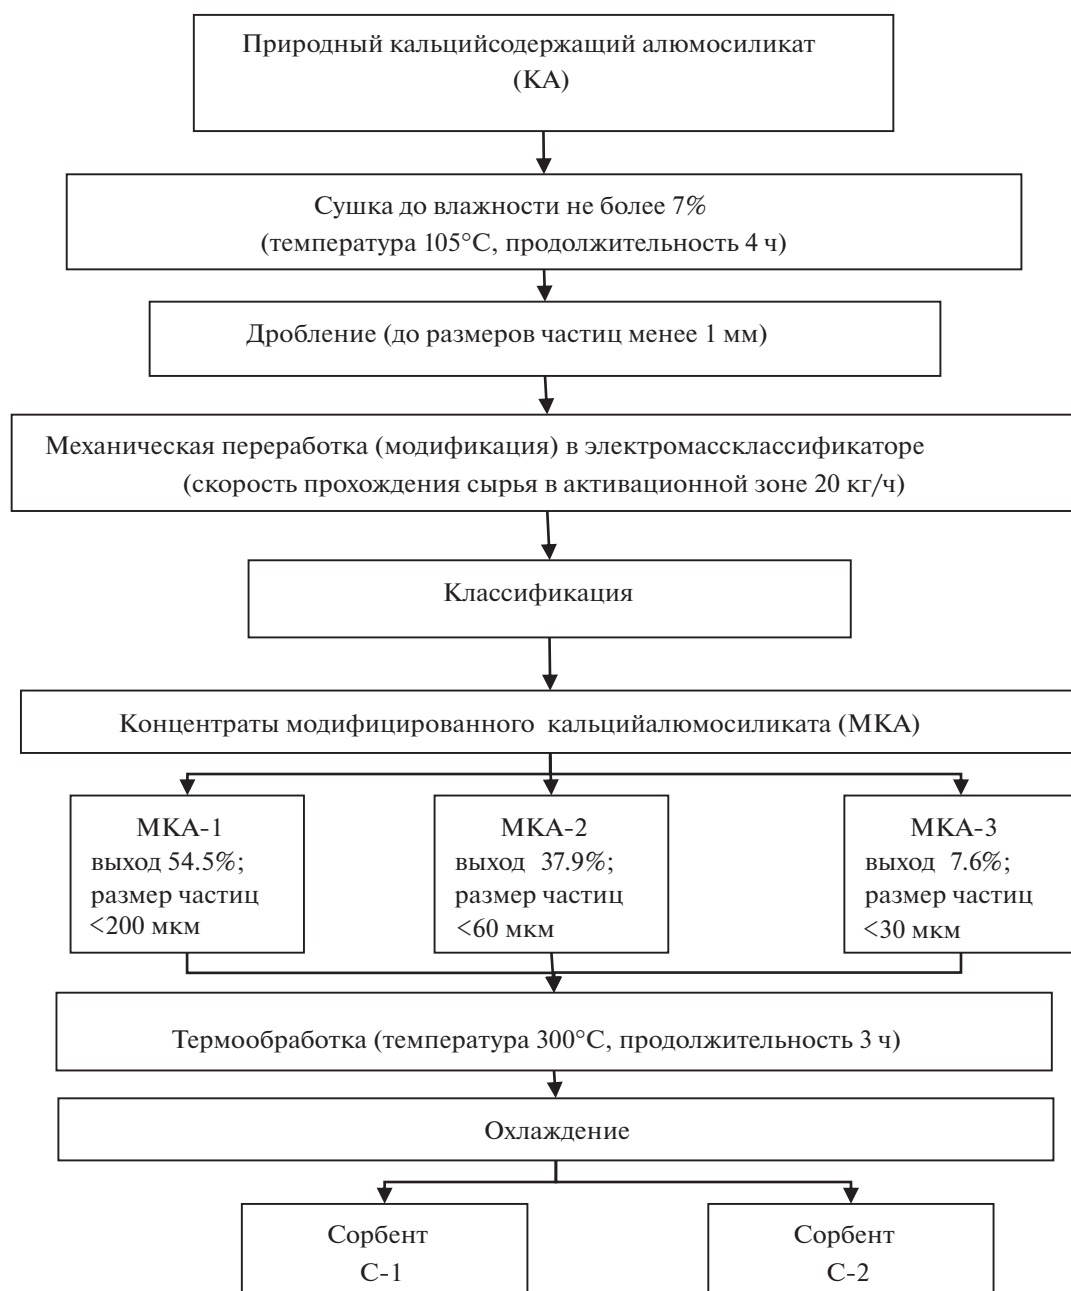 Природный кальцийсодержащий алюмосиликат
(КА)
Сушка до влажности не более 7%
(температура 105°С, продолжительность 4 ч)
Дробление (до размеров частиц менее 1 мм)
Механическая переработка (модификация) в электромассклассификаторе
(скорость прохождения сырья в активационной зоне 20 кг/ч)
Классификация
Концентраты модифицированного кальцийалюмосиликата (МКА)
МКА-1
выход 54.5%;
размер частиц
<200 мкм
МКА-2
выход 37.9%;
размер частиц
<60 мкм
МКА-3
выход 7.6%;
размер частиц
<30 мкм
Термообработка (температура 300°С, продолжительность 3 ч)
Охлаждение
Сорбент
С-1
Сорбент
С-2